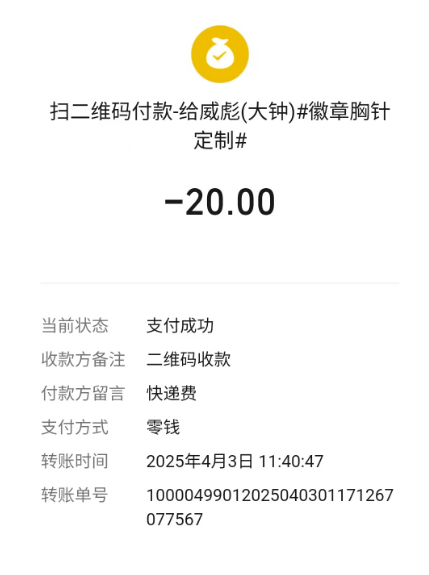 扫二维码付款-给威彪(大钟)#徽章胸针
定制#
-20.00
当前状态 支付成功
收款方备注 二维码收款
付款方留言 快递费
支付方式 零钱
转账时间 2025年4月3日 11:40:47
转账单号 10000499012025040301171267
077567